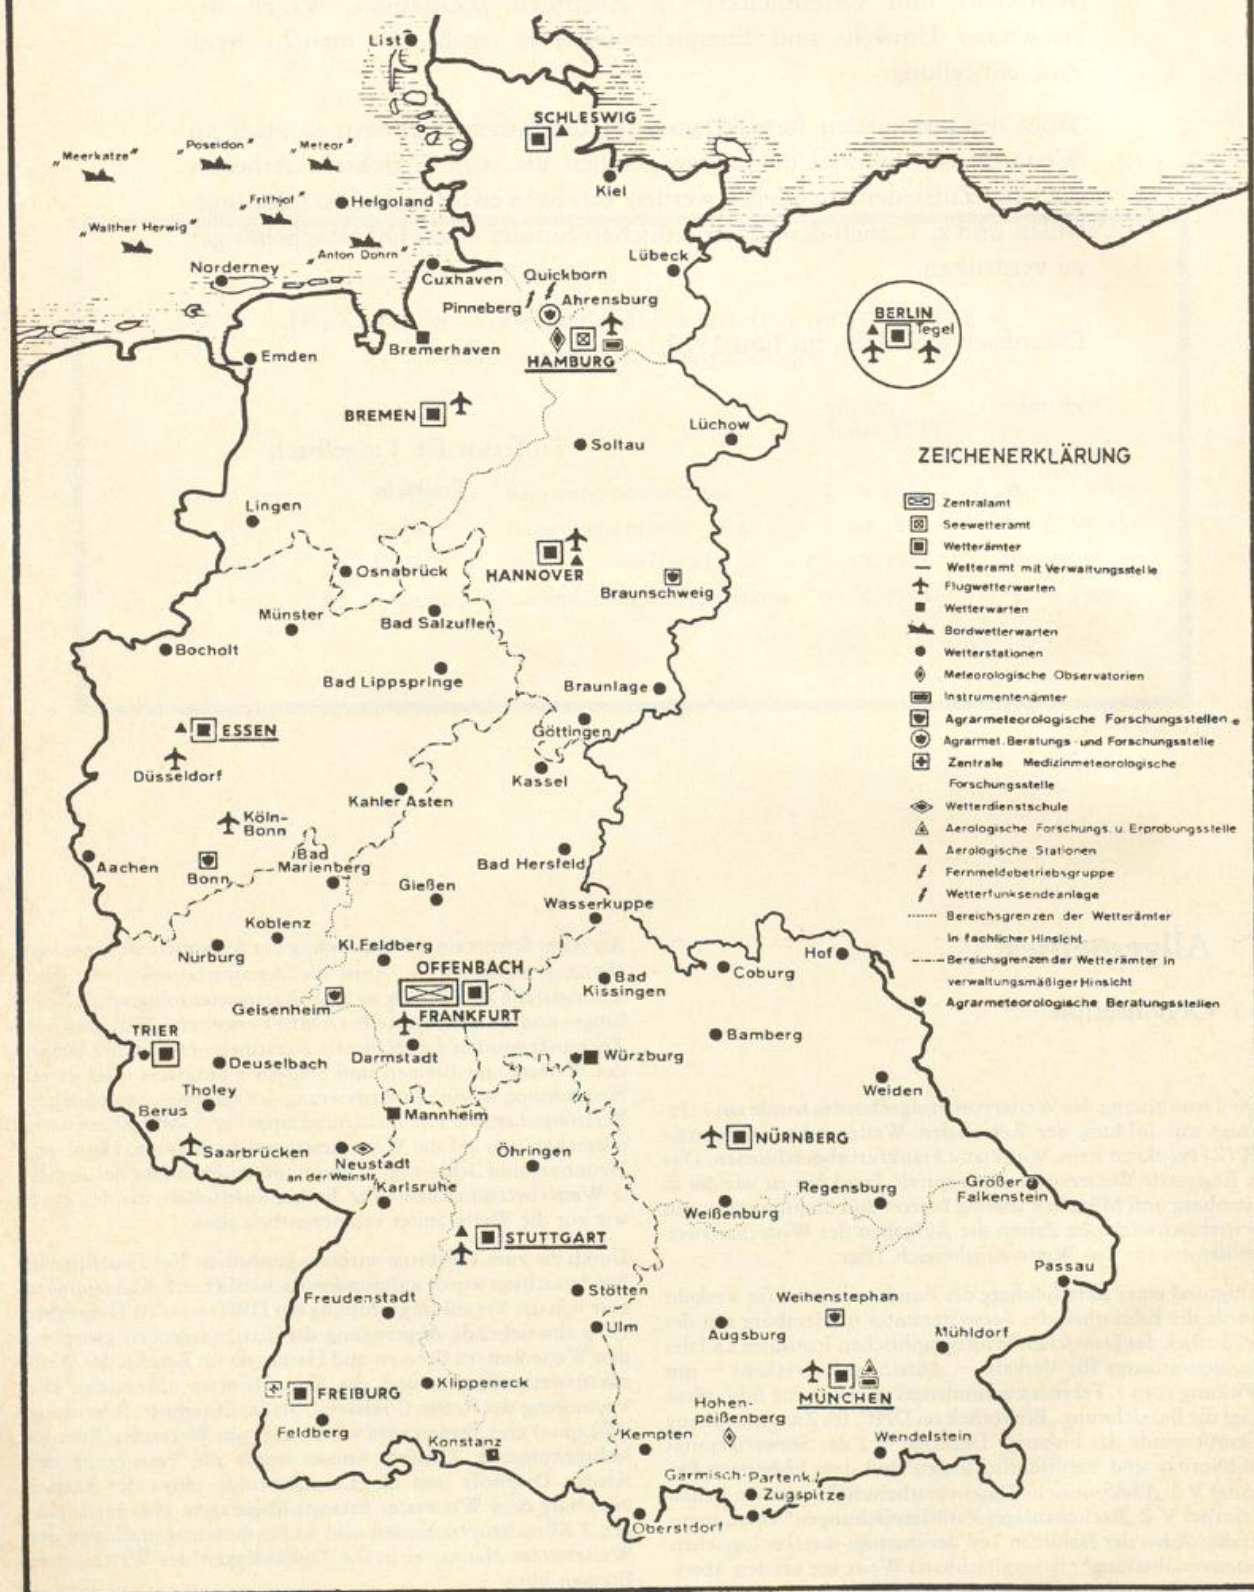 List
SCHLESWIG
„Meerkatze"
„Poseidon"
„Meteor"
Kiel
„Frithjof"
Helgoland
„Walther Herwig"
„Anton Dohrn"
Norderney
Cuxhaven
Quickborn
Lübeck
Pinneberg
Ahrensburg
BERLIN
Tegel
Emden
Bremerhaven
HAMBURG
BREMEN
Soltau
Lüchow
ZEICHENERKLÄRUNG
Zentralamt
Seewetteramt
Wetterämter
Wetteramt mit Verwaltungsstelle
Flugwetterwarten
Wetterwarten
Bordwetterwarten
Wetterstationen
Meteorologische Observatorien
Instrumentenämter
Agrarmeteorologische Forschungsstellen
Agrarmet. Beratungs- und Forschungsstelle
Zentrale Medizinmeteorologische
Forschungsstelle
Wetterdienstschule
Aerologische Forschungs. u. Erprobungsstelle
Aerologische Stationen
Fernmeldebetriebsgruppe
Wetterfunksendeanlage
Bereichsgrenzen der Wetterämter
in fachlicher Hinsicht
Bereichsgrenzen der Wetterämter in
verwaltungsmäßiger Hinsicht
Agrarmeteorologische Beratungsstellen
Lingen
Osnabrück
HANNOVER
Braunschweig
Münster
Bad Salzuflen
Bocholt
Bad Lippspringe
Braunlage
ESSEN
Göttingen
Düsseldorf
Kassel
Kahler Asten
Köln-
Bonn
Aachen
Bonn
Bad
Marienberg
Bad Hersfeld
Gießen
Wasserkuppe
Koblenz
Nürburg
Kl.Feldberg
OFFENBACH
Bad
Kissingen
Coburg
Hof
Geisenheim
FRANKFURT
TRIER
Darmstadt
Würzburg
Bamberg
Deuselbach
Tholey
Weiden
Berus
Mannheim
Saarbrücken
Neustadt
an der Weinstr.
Öhringen
NÜRNBERG
Karlsruhe
Weißenburg
Regensburg
Großer
Falkenstein
STUTTGART
Passau
Freudenstadt
Stötten
Weihenstephan
Ulm
Augsburg
Mühldorf
FREIBURG
Klippeneck
MÜNCHEN
Feldberg
Hohen-
peißenberg
Konstanz
Kempten
Wendelstein
Garmisch-Partenk.
Zugspitze
Oberstdorf